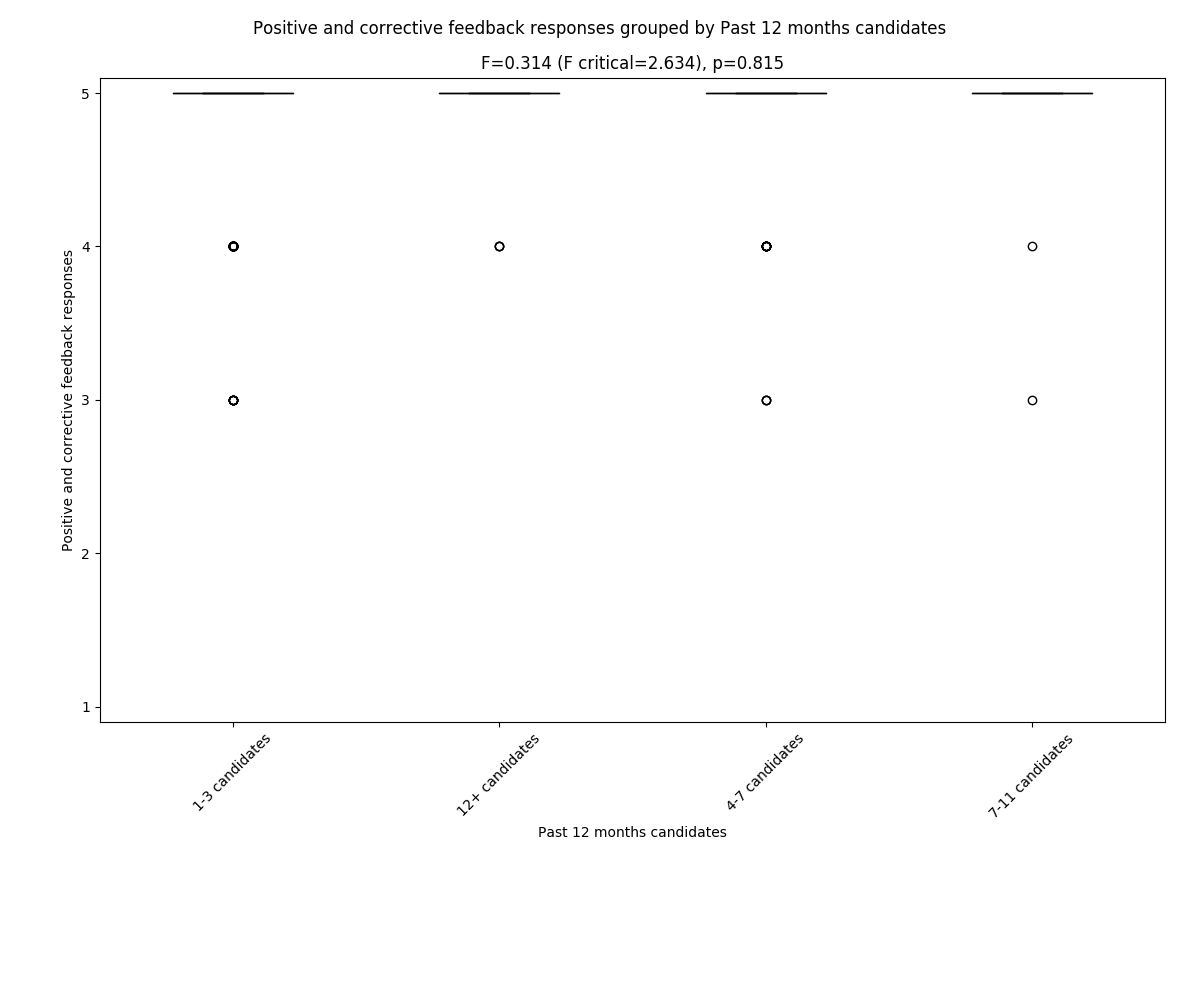 Positive and corrective feedback responses grouped by Past 12 months candidates
F=0.314 (F critical=2.634), p=0.815
Positive and corrective feedback responses
5
4
3
2
1
1-3 candidates
12+ candidates
4-7 candidates
7-11 candidates
Past 12 months candidates